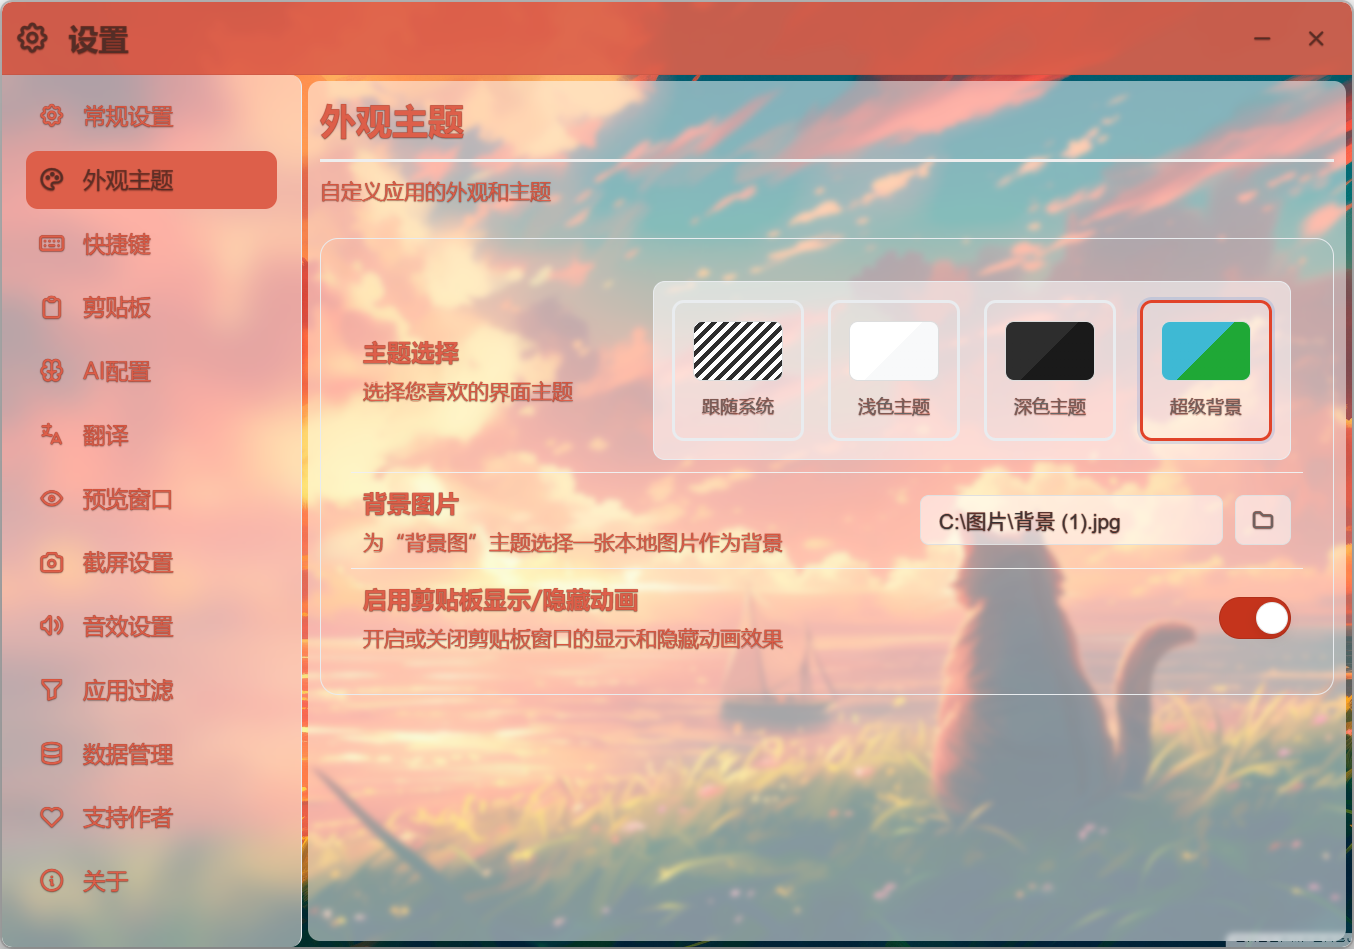 设置
常规设置
外观主题
快捷键
剪贴板
AI配置
翻译
预览窗口
截屏设置
音效设置
应用过滤
数据管理
支持作者
关于
外观主题
自定义应用的外观和主题
主题选择
选择您喜欢的界面主题
跟随系统
浅色主题
深色主题
超级背景
背景图片
为“背景图”主题选择一张本地图片作为背景
C:\图片\背景 (1).jpg
启用剪贴板显示/隐藏动画
开启或关闭剪贴板窗口的显示和隐藏动画效果